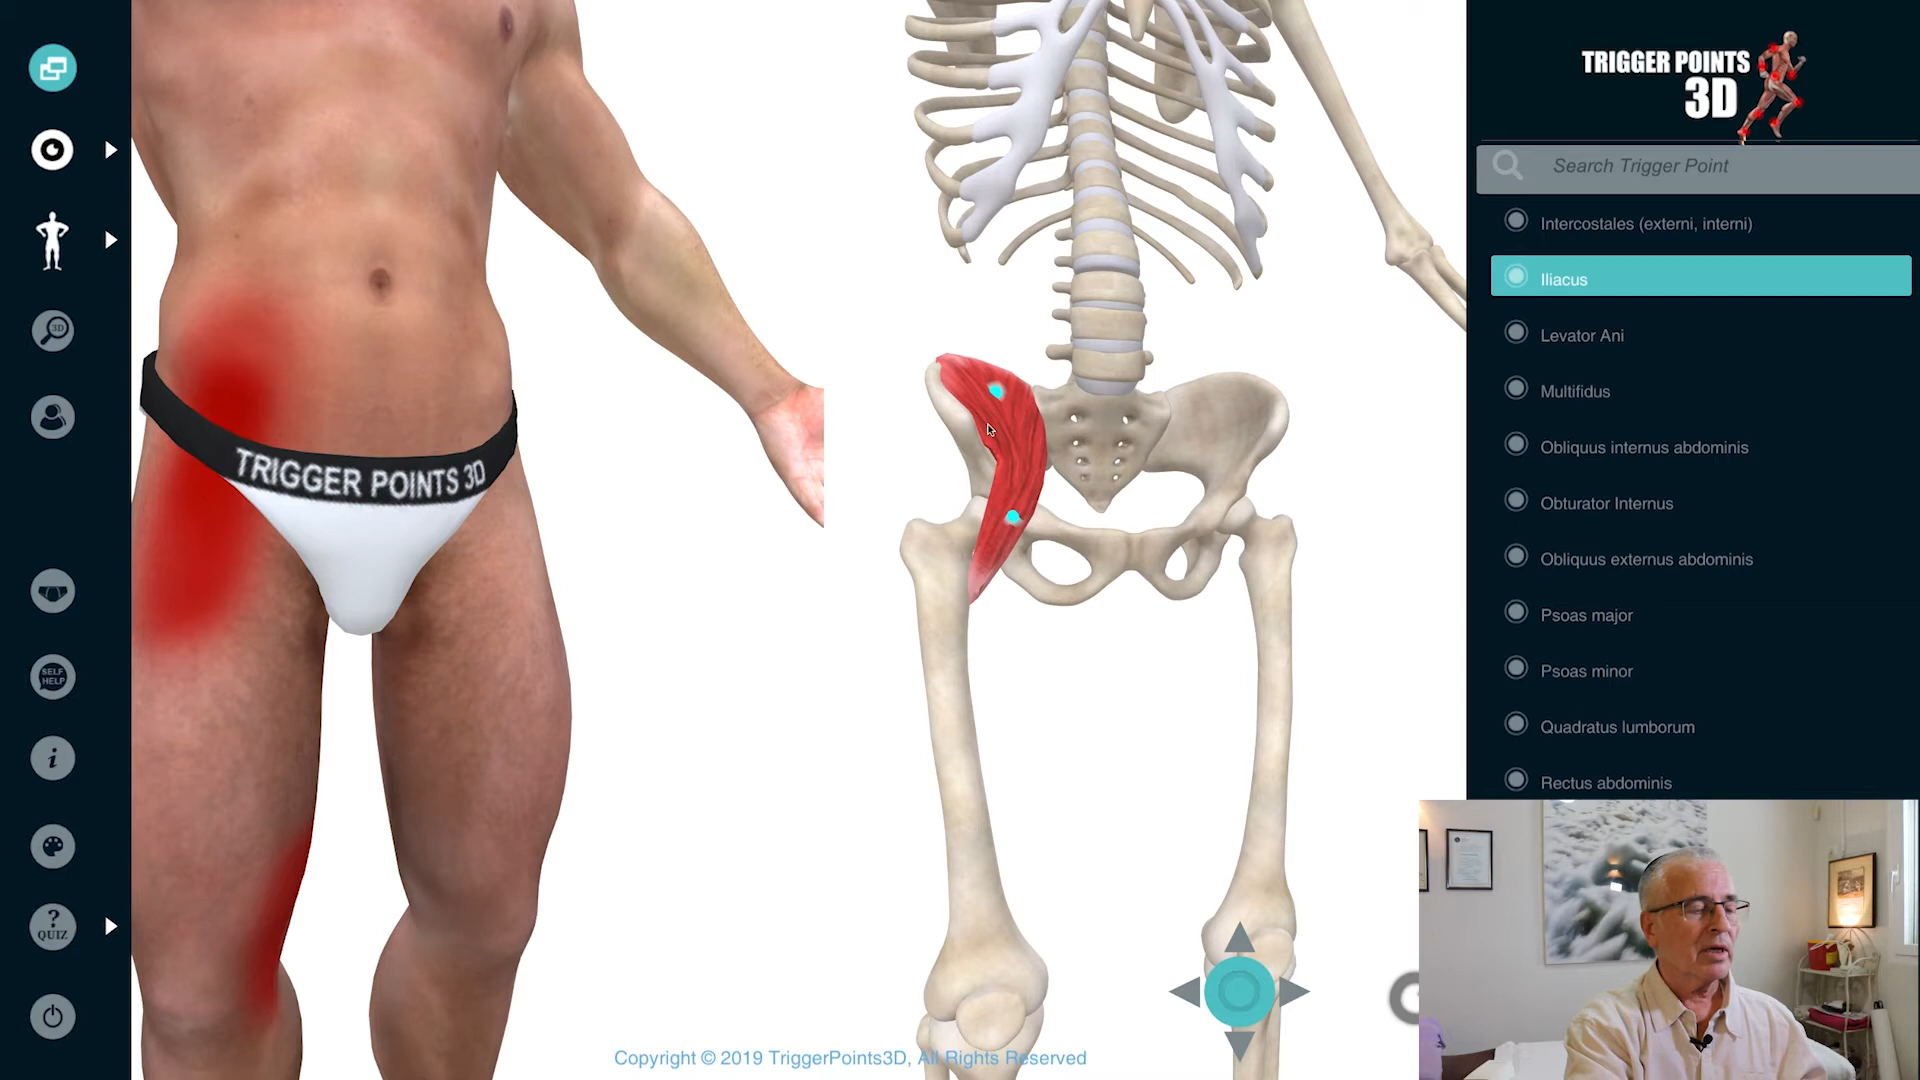 TRIGGER POINTS
3D
Search Trigger Point
Intercostales (externi, interni)
Iliacus
Levator Ani
Multifidus
Obliquus internus abdominis
Obturator Internus
Obliquus externus abdominis
Psoas major
Psoas minor
Quadratus lumborum
Rectus abdominis
3D
TRIGGER POINTS 3D
SELF
HELP
i
?
QUIZ
Copyright © 2019 TriggerPoints3D, All Rights Reserved